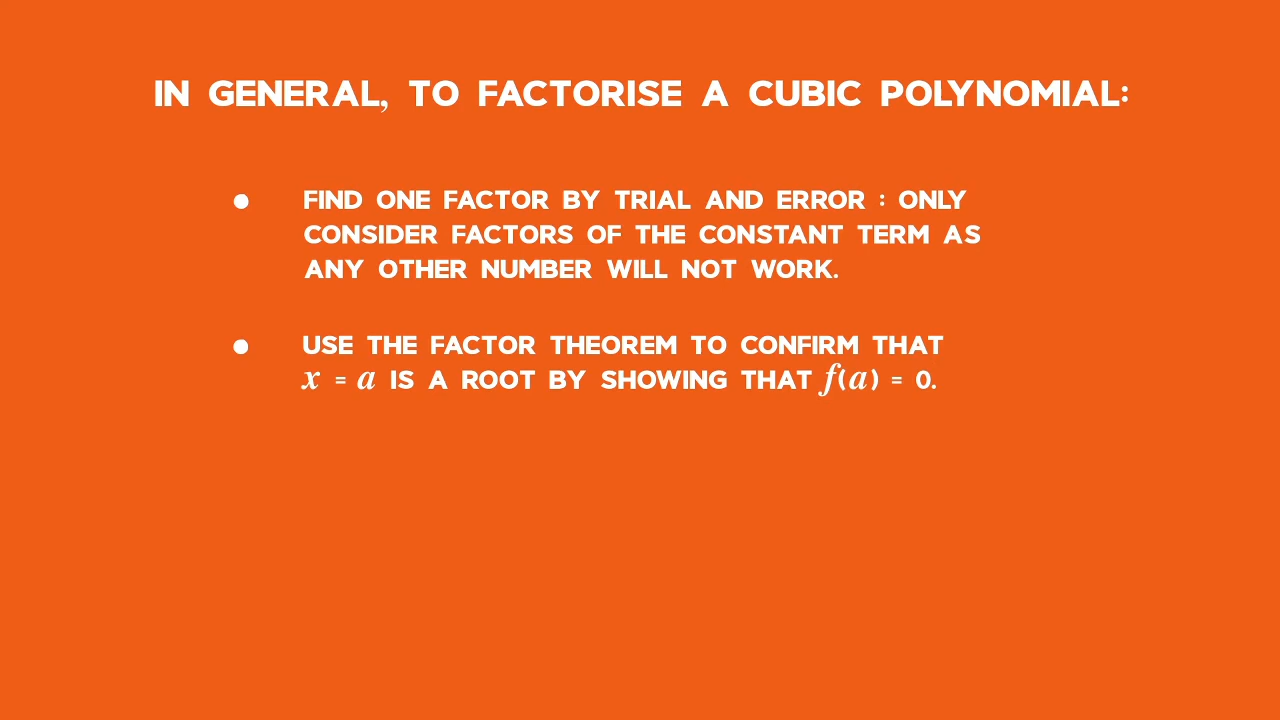 IN GENERAL, TO FACTORISE A CUBIC POLYNOMIAL:
• FIND ONE FACTOR BY TRIAL AND ERROR : ONLY
CONSIDER FACTORS OF THE CONSTANT TERM AS
ANY OTHER NUMBER WILL NOT WORK.
• USE THE FACTOR THEOREM TO CONFIRM THAT
x = a IS A ROOT BY SHOWING THAT f(a) = 0.